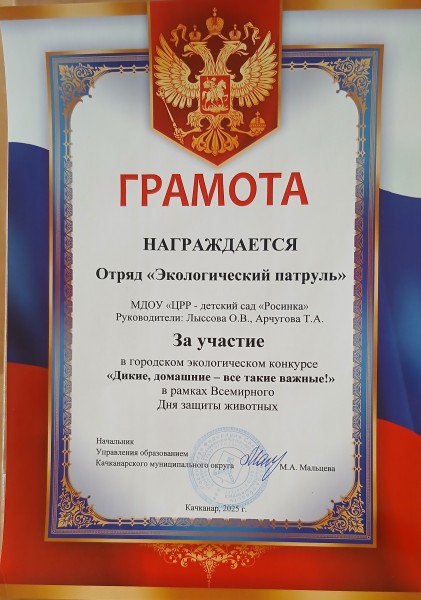 ГРАМОТА
НАГРАЖДАЕТСЯ
Отряд «Экологический патруль»
МДОУ «ЦРР - детский сад «Росинка»
Руководители: Лыссова О.В., Арчугова Т.А.
За участие
в городском экологическом конкурсе
«Дикие, домашние – все такие важные!»
в рамках Всемирного
Дня защиты животных
Начальник
Управления образованием
Качканарского муниципального округа М.А. Мальцева
Качканар, 2025 г.